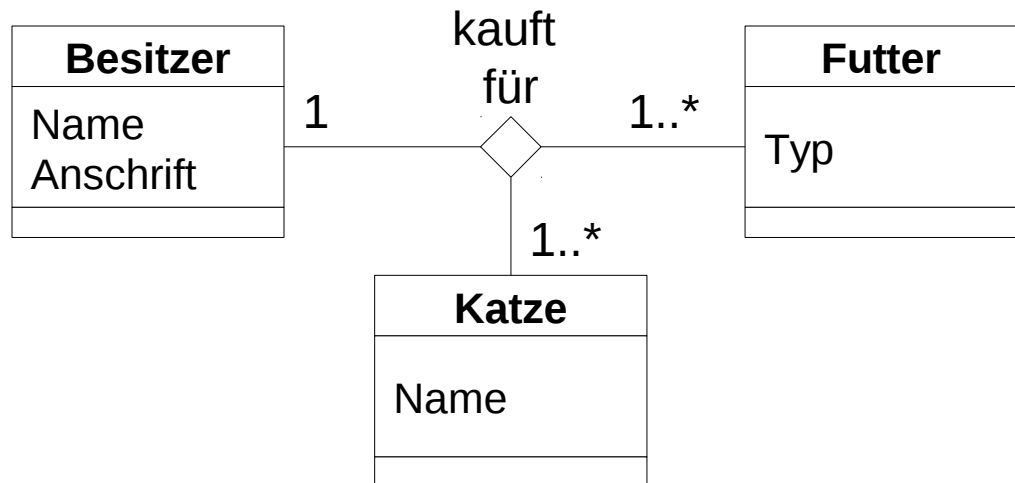 kauft
für
Besitzer
Name
Anschrift
1
1..*
Futter
Typ
1..*
Katze
Name